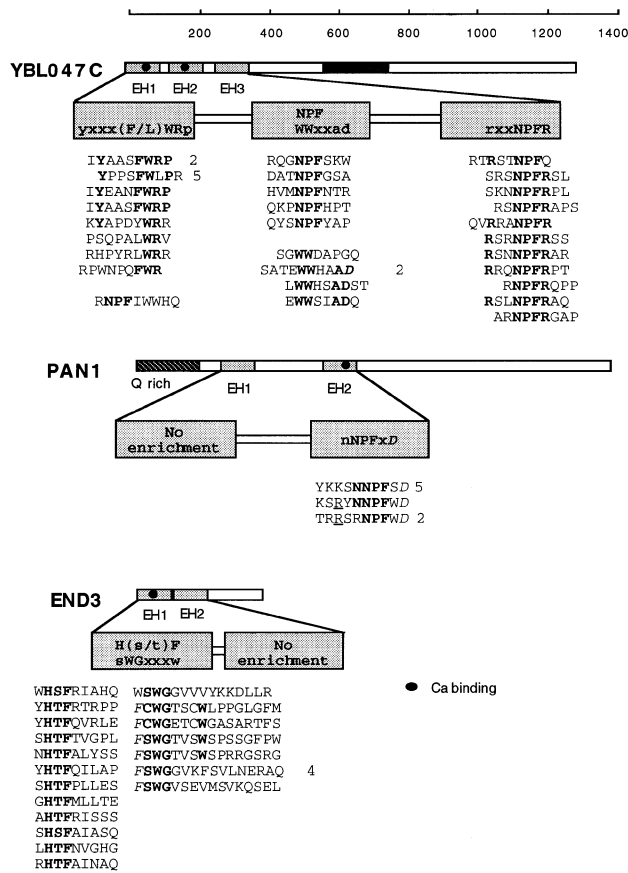 200 400 600 800 1000 1200 1400
YBL047C
EH1 EH2 EH3
yxxx(F/L)WRp
NPF
WWxxad
rxxNPFR
IYAASFWRP 2
YPPSFWLPR 5
IYEANFWRP
IYAASFWRP
KYAPDYWRR
PSQPALWRV
RHPYRLWRR
RPWNPQFWR
RNPFIWWHQ
RQGNPFSKW
DATNPFGSA
HVMNPFNTR
QKPNPFHPT
QYSNPFYAP
SGWWDAPGQ
SATEWWHAAD 2
LWWHSADST
EWWSIADQ
RTRSTNPFQ
SRSNPFRSL
SKNNPFRPL
RSNPFRAPS
QVRRANPFR
RSRNPFRSS
RSNNPFRAR
RRQNPFRPT
RNPFRQPP
RSLNPFRAQ
ARNPFRGAP
PAN1
Q rich
EH1 EH2
No
enrichment
nNPFxD
YKKSNNPFSD 5
KSRYNNPFWD
TRRSRNPFWD 2
END3
EH1 EH2
H(s/t)F
sWGxxxw
No
enrichment
WHSFRIAHQ
YHTFRTRPP
YHTFQVRLE
SHTFTVGPL
NHTFALYSS
YHTFQILAP
SHTFPLLES
GHTFMLLTE
AHTFRISSS
SHSFAIASQ
LHTFNVGHG
RHTFAINAQ
WSWGGVVVYKKDLLR
FCWGTSCWLPPGLGFM
FCWGETCWGASARTFS
FSWGTVSWSPSSGFPW
FSWGTVSWSPRRGSRG
FSWGGVKFSVLNERAQ 4
FSWGVSEVMSVKQSEL
Ca binding